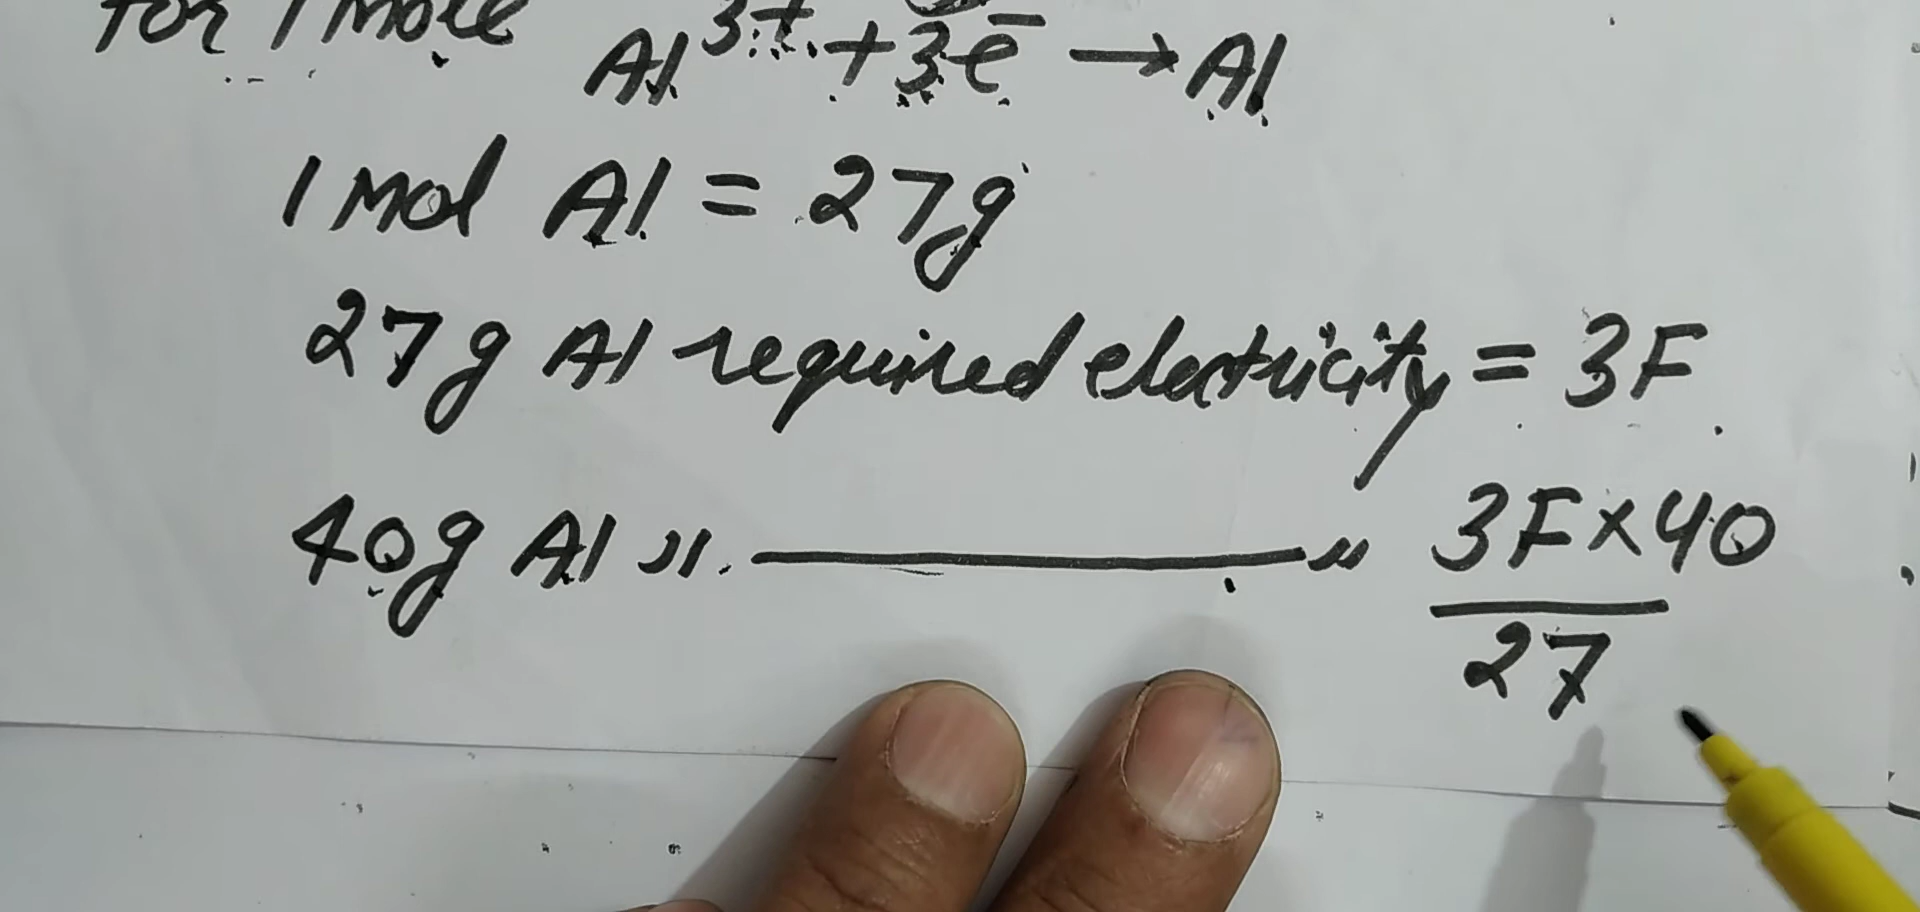 for 1 mole Al³⁺ + 3e⁻ → Al
1 mol Al = 27g
27g Al required electricity = 3F
40g Al〃 ———— 〃 3F×40
27